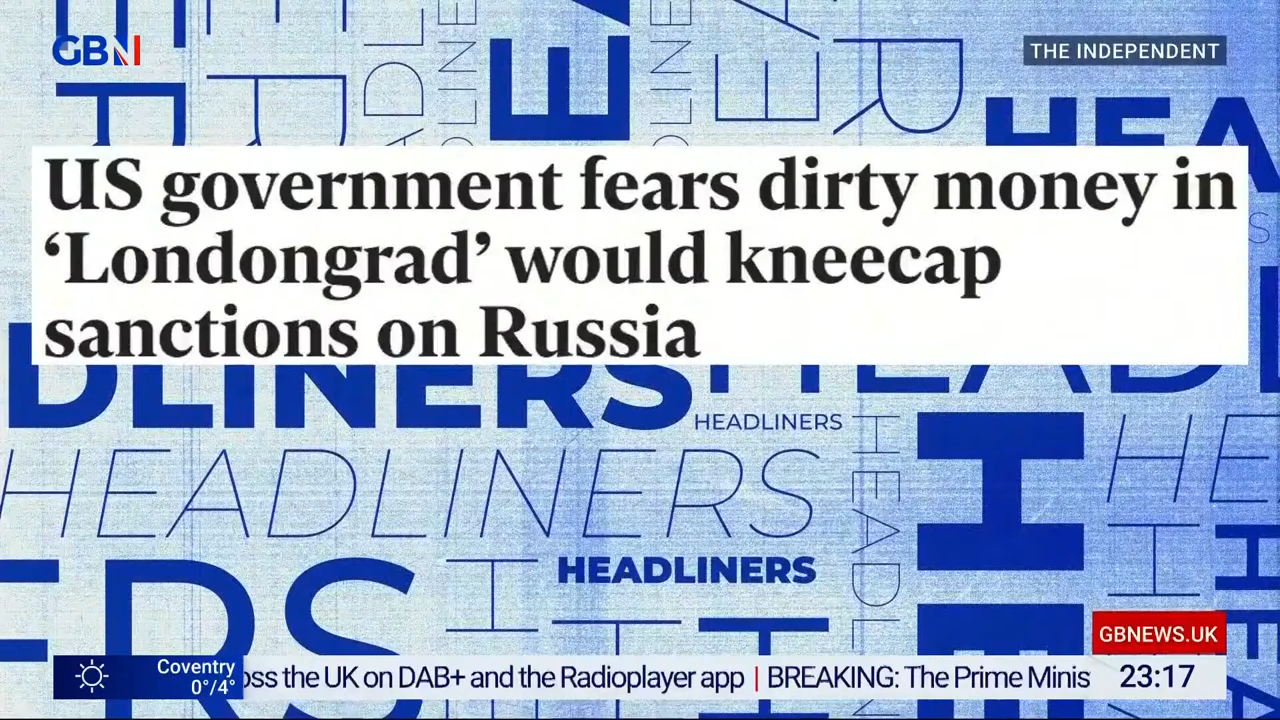 GBN
THE INDEPENDENT
HEA
US government fears dirty money in
‘Londongrad’ would kneecap
sanctions on Russia
DLINERS
HEAD
HEADLINERS
HEADLINERS
HEADLINERS
GBNEWS.UK
Coventry
0°/4°
oss the UK on DAB+ and the Radioplayer app | BREAKING: The Prime Minis
23:17